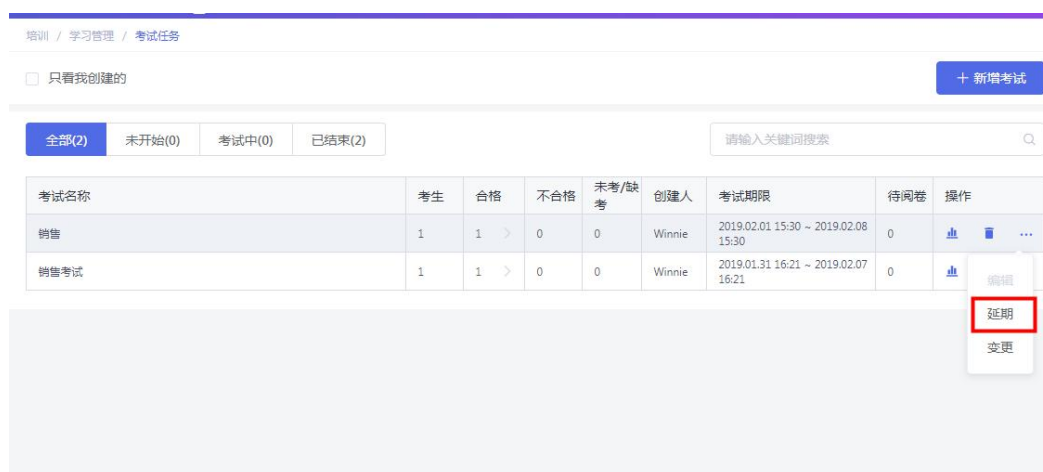 培训 / 学习管理 / 考试任务
只看我创建的
+ 新增考试
全部(2) 未开始(0) 考试中(0) 已结束(2) 请输入关键词搜索
考试名称 考生 合格 不合格 未考/缺考 创建人 考试期限 待阅卷 操作
销售 1 1 > 0 0 Winnie 2019.02.01 15:30 ~ 2019.02.08 15:30 0 ...
销售考试 1 1 > 0 0 Winnie 2019.01.31 16:21 ~ 2019.02.07 16:21 0
编辑
延期
变更